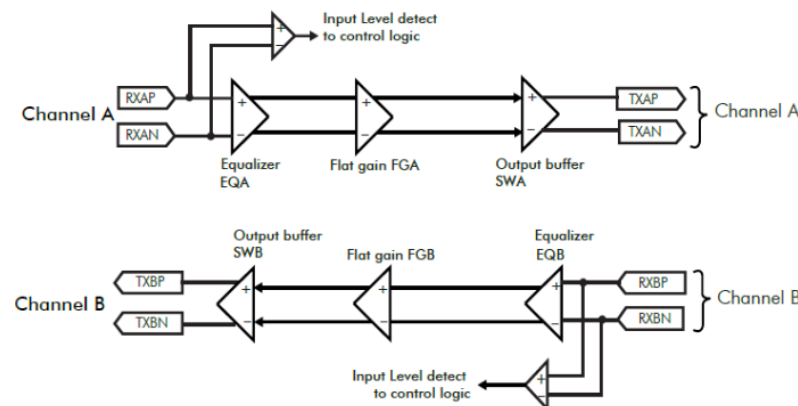 Input Level detect
to control logic
RXAP
+
−
Channel A
RXAN
+
−
+
−
+
−
TXAP
TXAN
Channel A
Equalizer
EQA
Flat gain FGA
Output buffer
SWA
Output buffer
SWB
Flat gain FGB
Equalizer
EQB
TXBP
Channel B
TXBN
+
−
+
−
+
−
RXBP
RXBN
Channel B
Input Level detect
to control logic
+
−